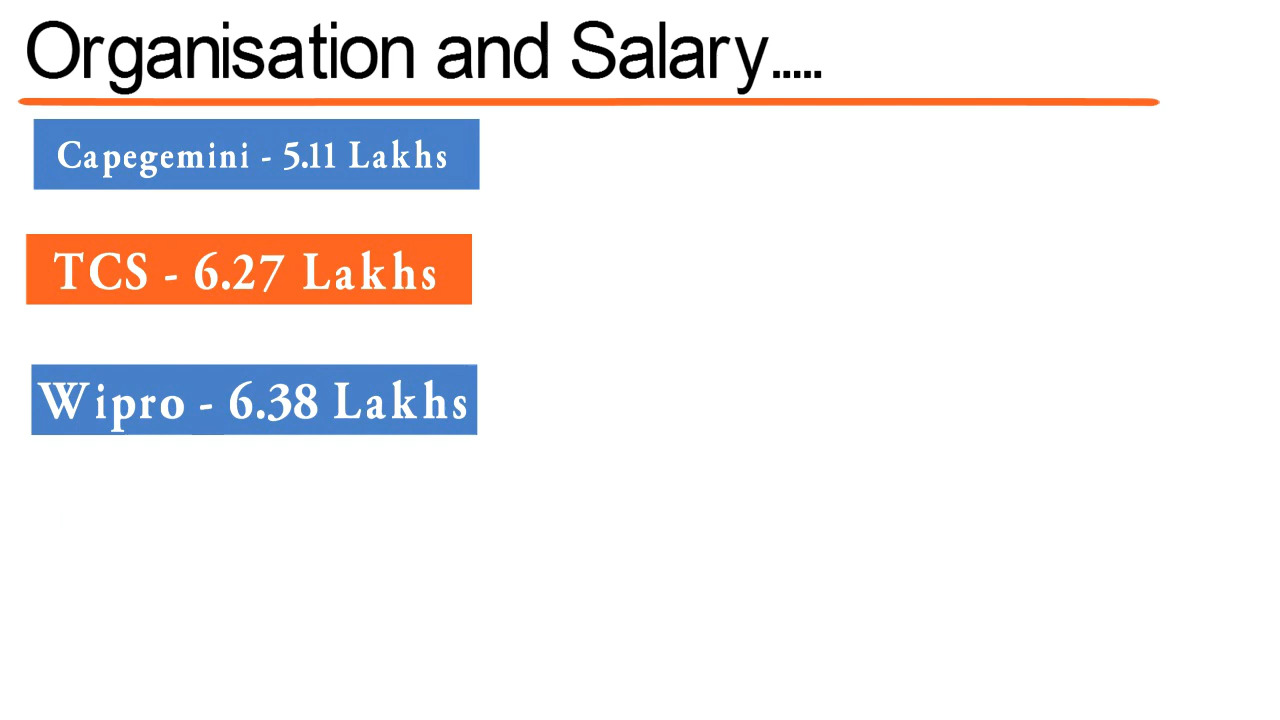 Organisation and Salary.....
Capegemini - 5.11 Lakhs
TCS - 6.27 Lakhs
Wipro - 6.38 Lakhs